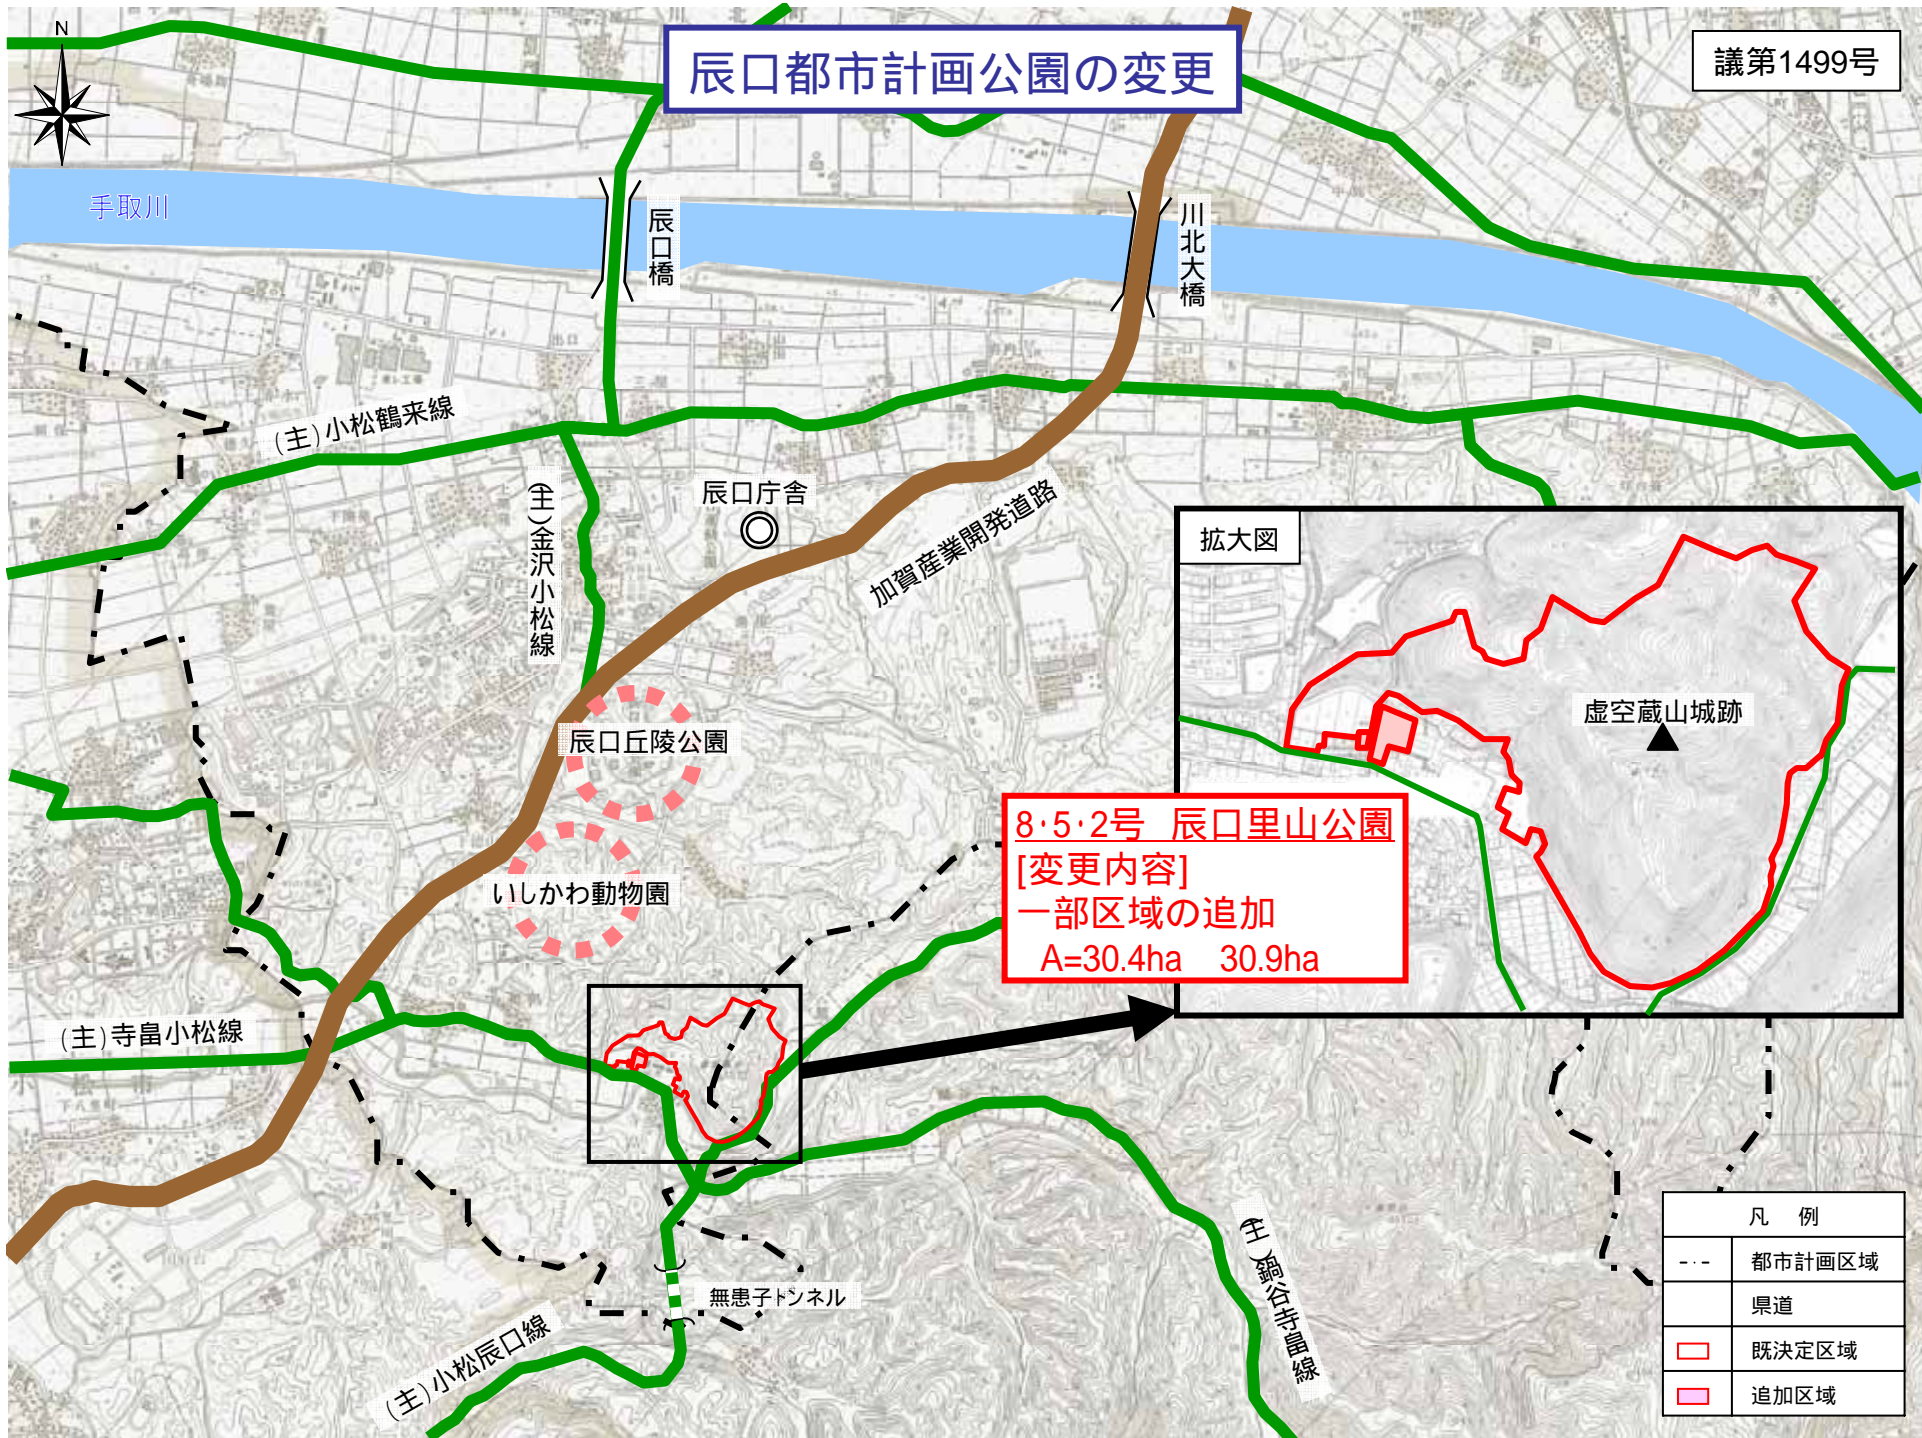 辰口都市計画公園の変更
議第1499号
N
手取川
辰口橋
川北大橋
(主)小松鶴来線
(主)金沢小松線
辰口庁舎
加賀産業開発道路
拡大図
虚空蔵山城跡
辰口丘陵公園
いしかわ動物園
8・5・2号 辰口里山公園
[変更内容]
一部区域の追加
A=30.4ha 30.9ha
(主)寺畠小松線
無患子トンネル
(主)小松辰口線
(主)鍋谷寺畠線
凡 例
都市計画区域
県道
既決定区域
追加区域